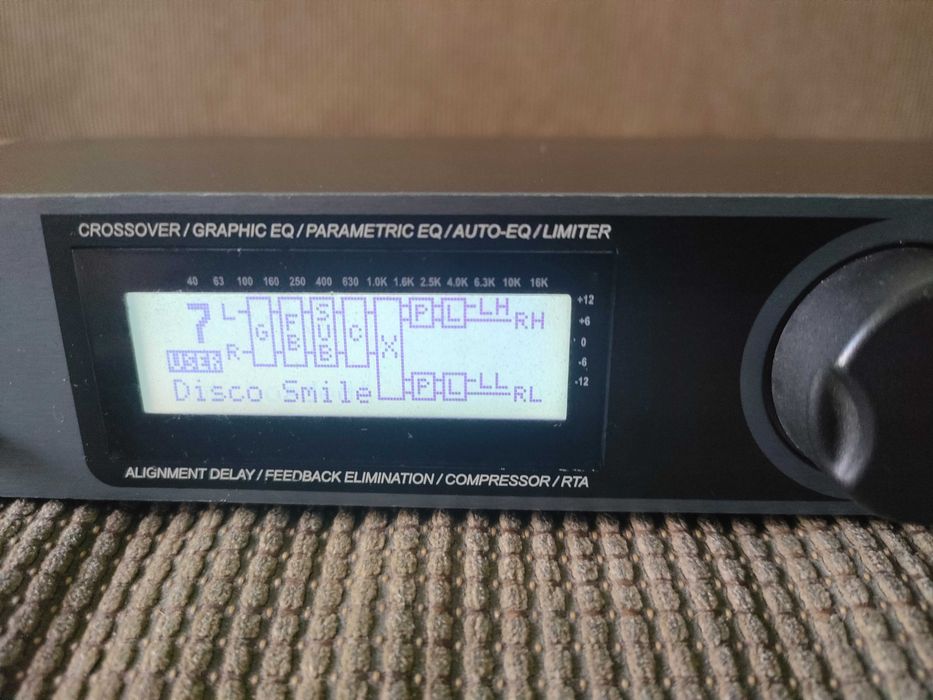 CROSSOVER / GRAPHIC EQ / PARAMETRIC EQ / AUTO-EQ / LIMITER
40 63 100 160 250 400 630 1.0K 1.6K 2.5K 4.0K 6.3K 10K 16K
+12
+6
0
-6
-12
7
USER
L
R
G
FB
SUB
C
X
P L LH
RH
P L LL
RL
Disco Smile
ALIGNMENT DELAY / FEEDBACK ELIMINATION / COMPRESSOR / RTA